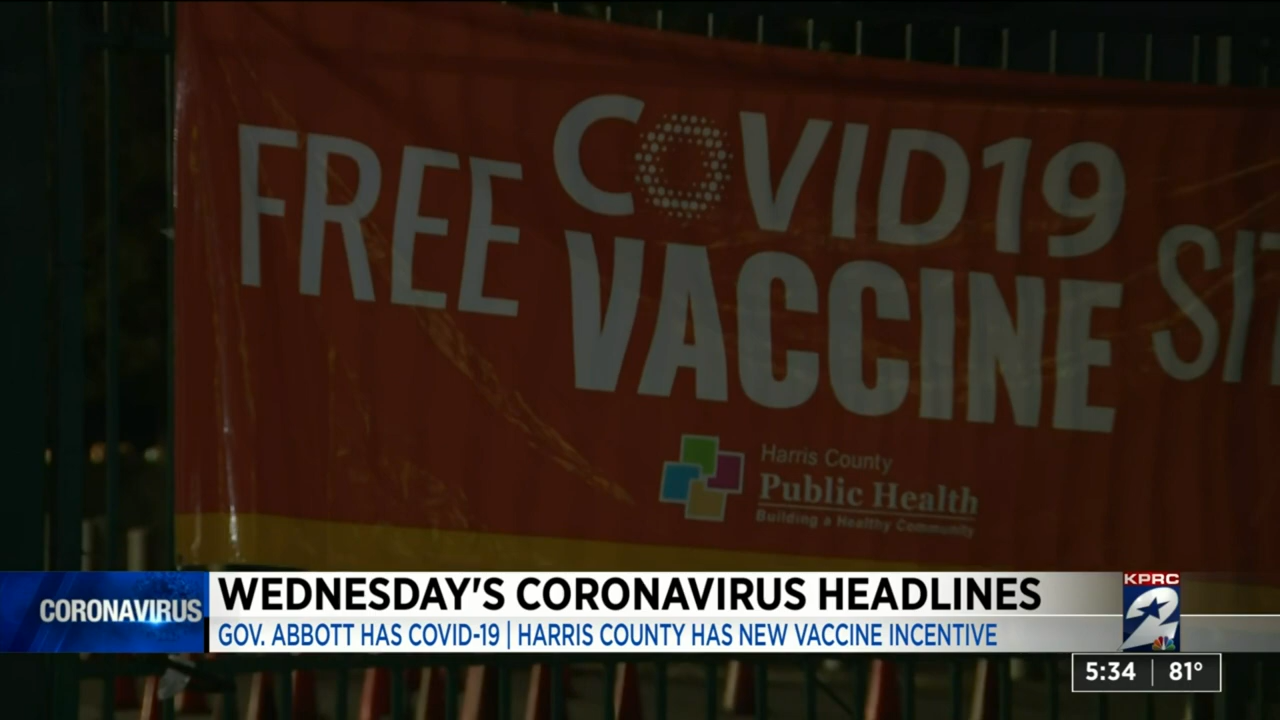 FREE COVID19 SIT
VACCINE
Harris County
Public Health
Building a Healthy Community
CORONAVIRUS
WEDNESDAY'S CORONAVIRUS HEADLINES
GOV. ABBOTT HAS COVID-19 | HARRIS COUNTY HAS NEW VACCINE INCENTIVE
KPRC
2
5:34 | 81°